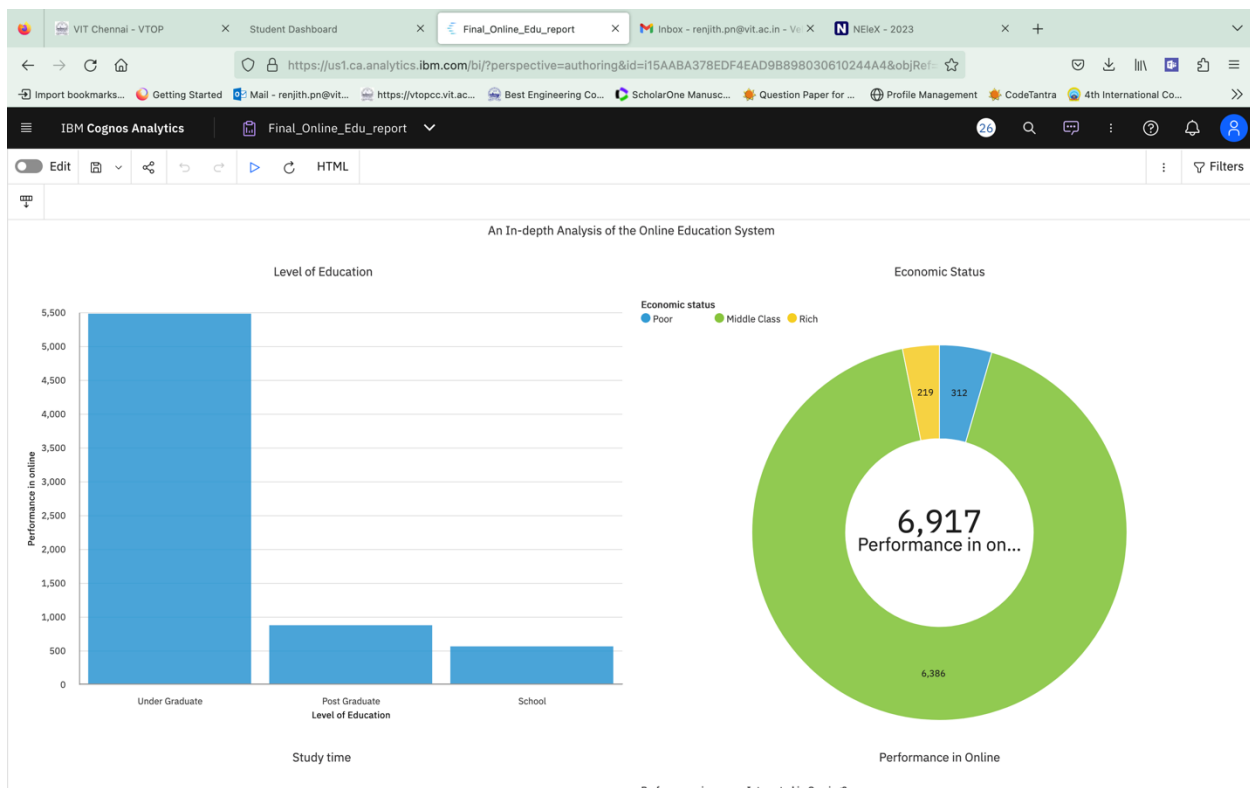 VIT Chennai - VTOP
Student Dashboard
Final_Online_Edu_report
Inbox - renjith.pn@vit.ac.in - Ve
NEleX - 2023
https://us1.ca.analytics.ibm.com/bi/?perspective=authoring&id=i15AABA378EDF4EAD9B898030610244A4&objRef=
Import bookmarks... Getting Started Mail - renjith.pn@vit... https://vtopcc.vit.ac... Best Engineering Co... ScholarOne Manusc... Question Paper for ... Profile Management CodeTantra 4th International Co...
IBM Cognos Analytics
Final_Online_Edu_report
26
Edit
HTML
Filters
An In-depth Analysis of the Online Education System
Level of Education
5,500
5,000
4,500
4,000
3,500
3,000
2,500
2,000
1,500
1,000
500
0
Performance in online
Under Graduate Post Graduate School
Level of Education
Economic Status
Economic status
Poor Middle Class Rich
219 312
6,917
Performance in on...
6,386
Study time
Performance in Online